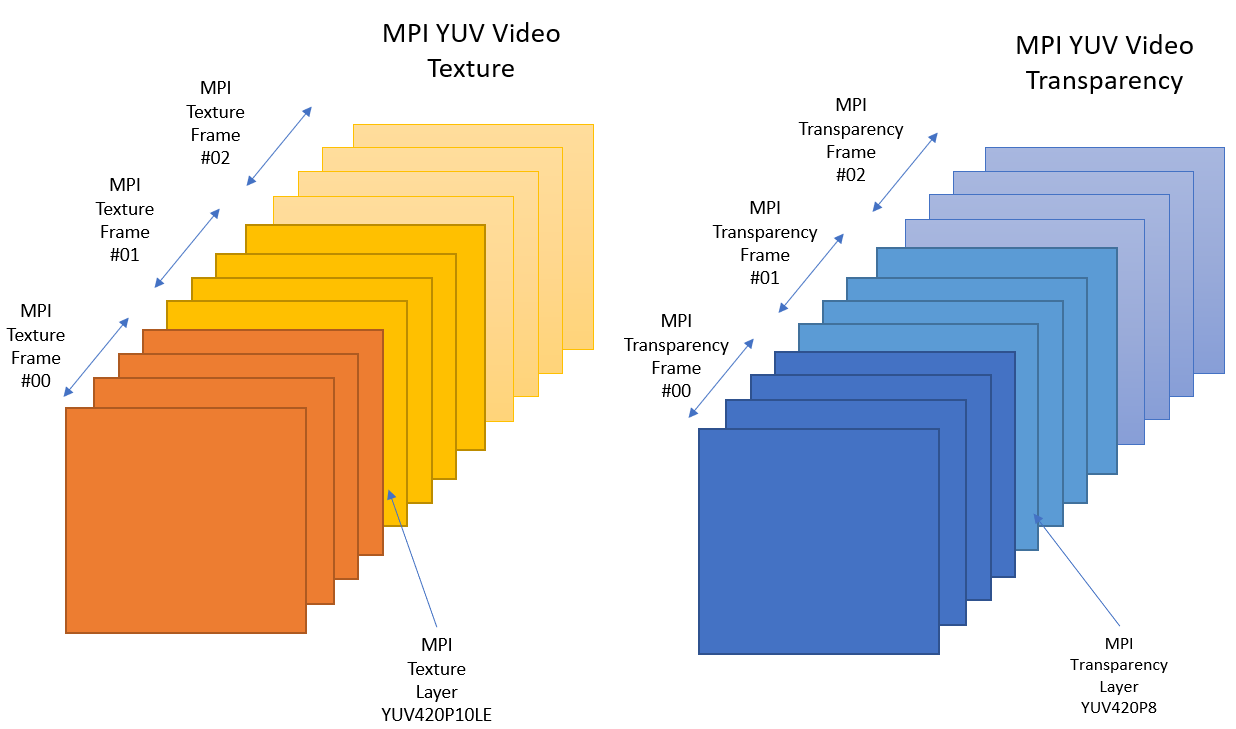 MPI YUV Video
Texture
MPI
Texture
Frame
#02
MPI
Texture
Frame
#01
MPI
Texture
Frame
#00
MPI
Texture
Layer
YUV420P10LE
MPI YUV Video
Transparency
MPI
Transparency
Frame
#02
MPI
Transparency
Frame
#01
MPI
Transparency
Frame
#00
MPI
Transparency
Layer
YUV420P8